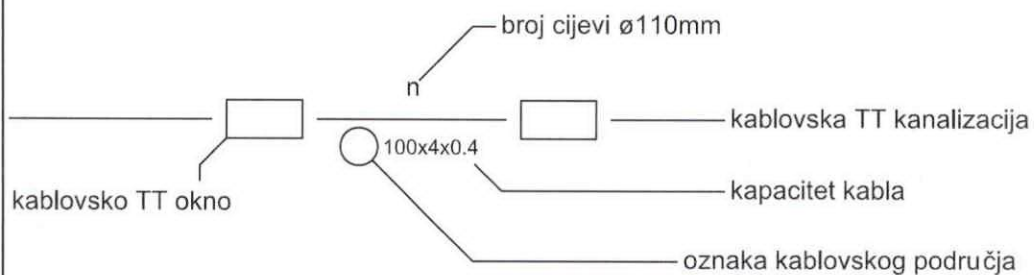 broj cijevi ø110mm
n
kablovska TT kanalizacija
100x4x0.4
kablovsko TT okno
kapacitet kabla
oznaka kablovskog područja